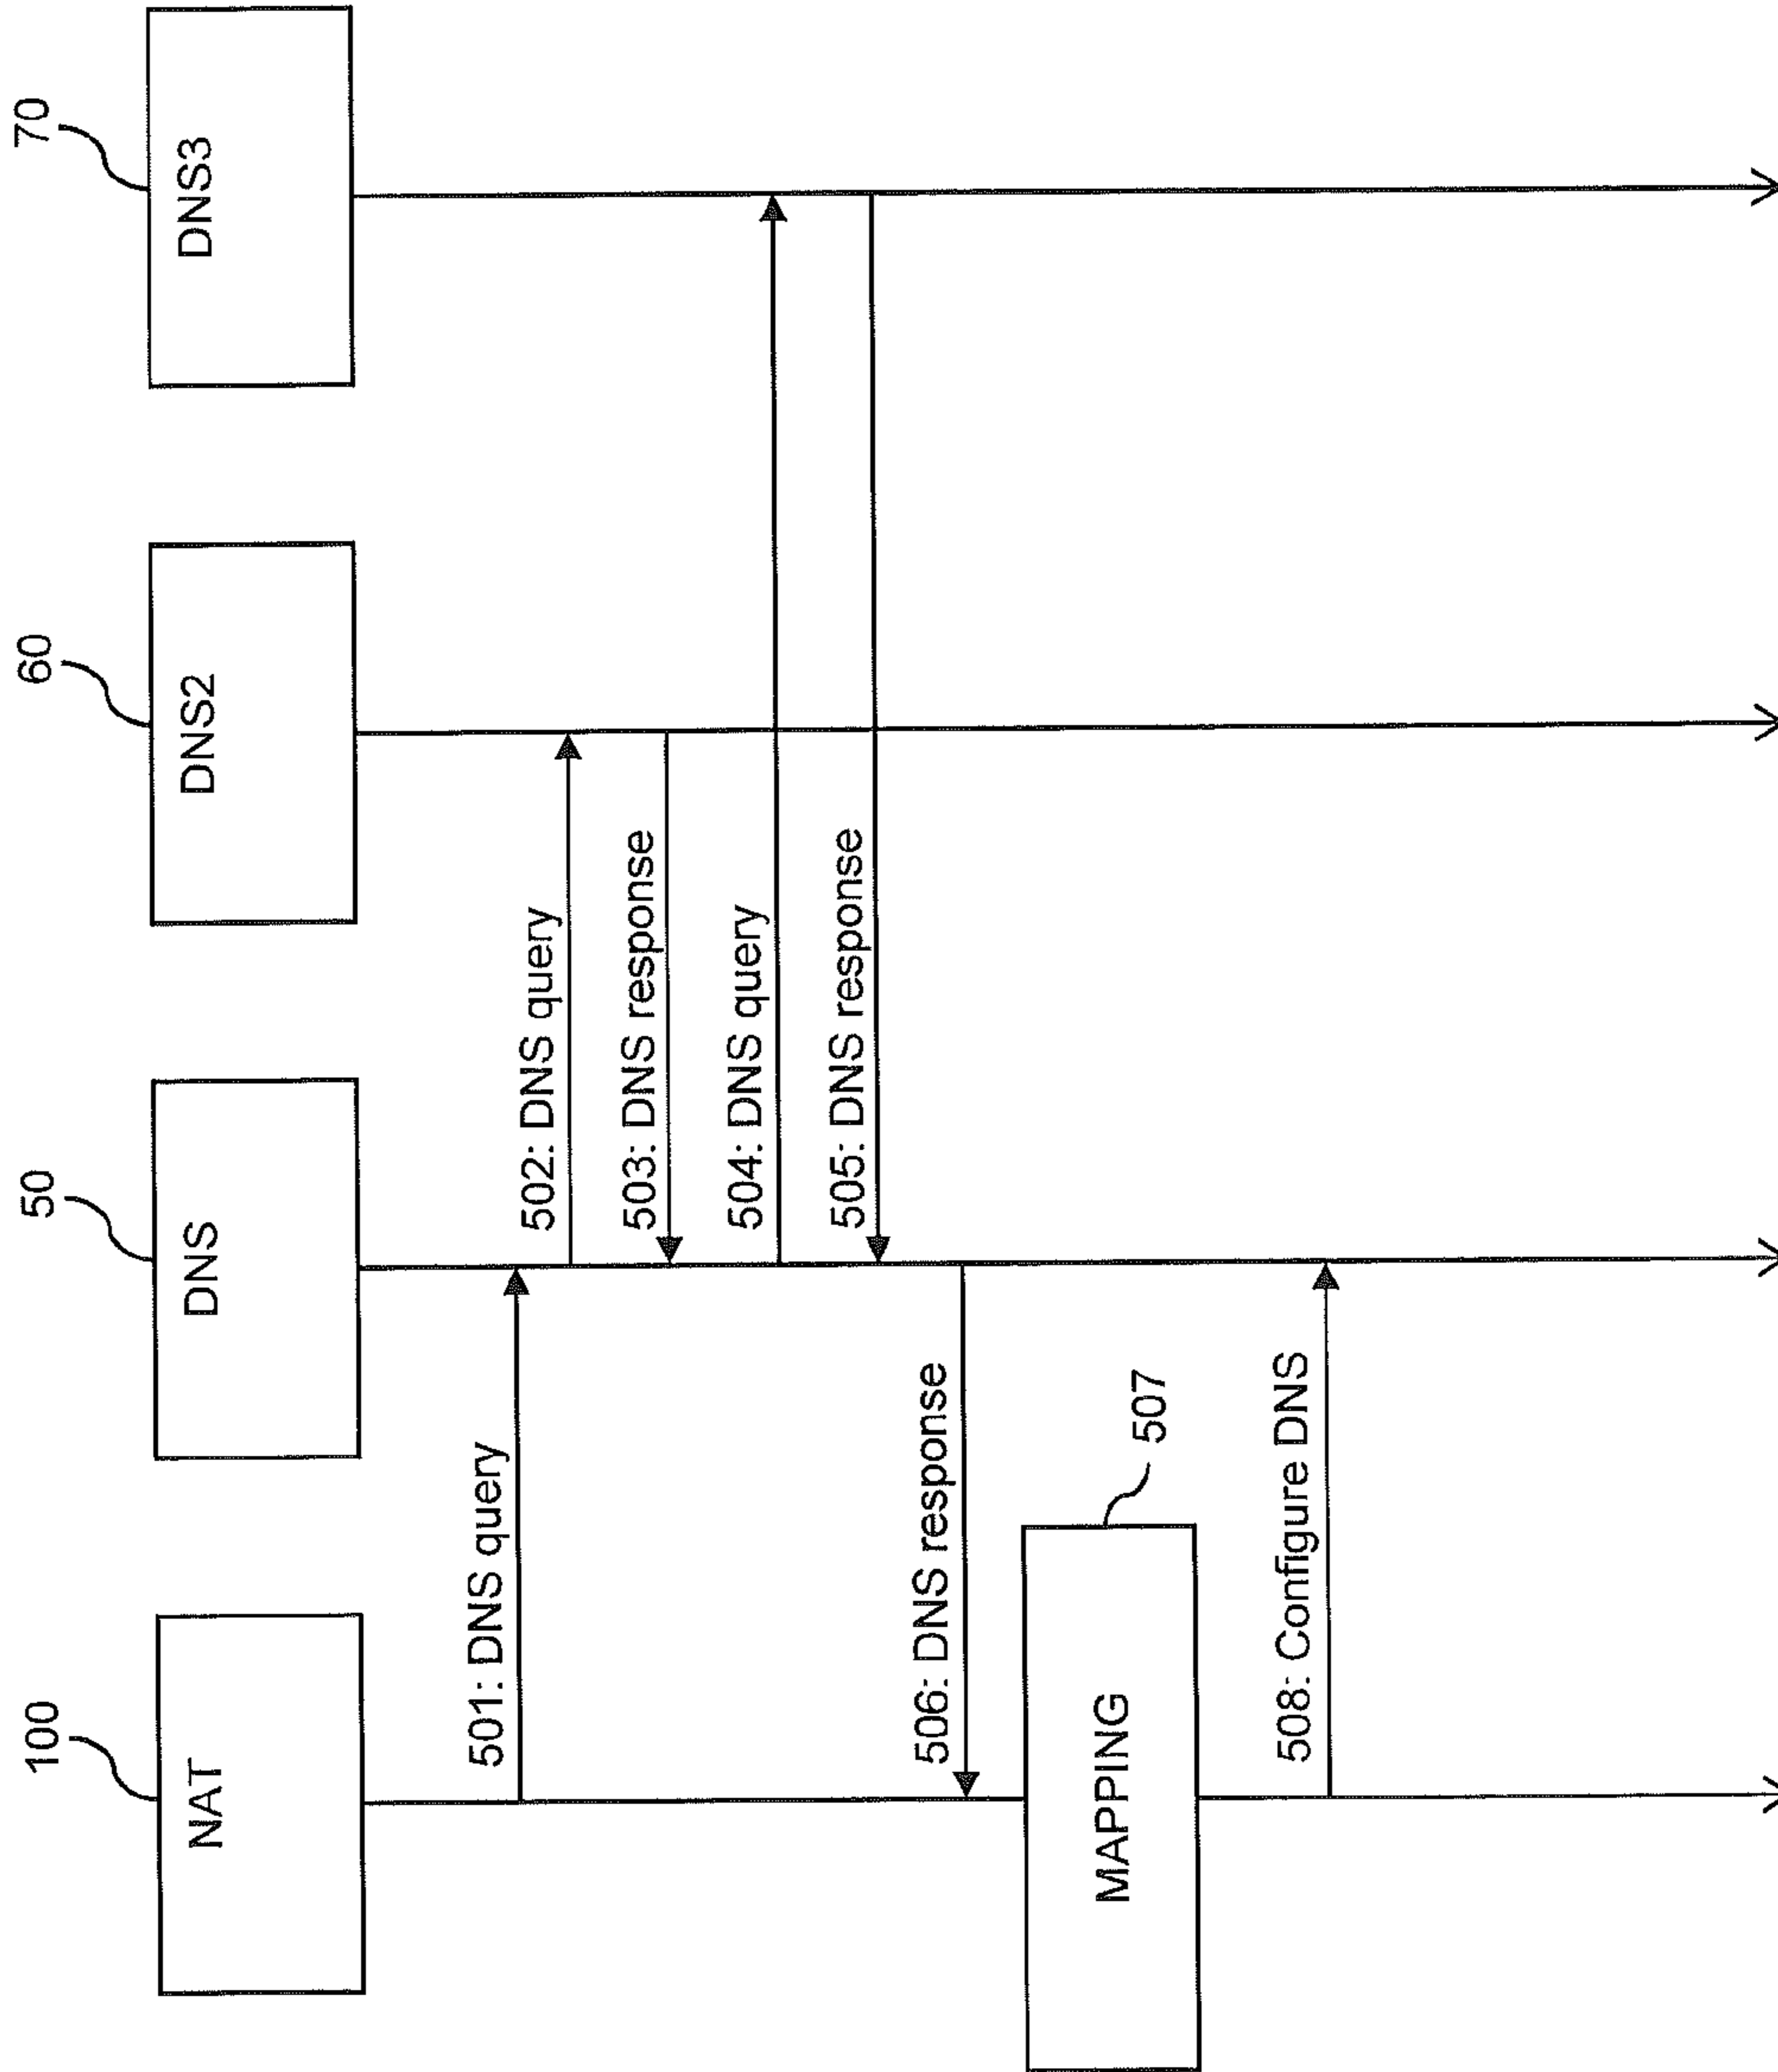 100
NAT
50
DNS
60
DNS2
70
DNS3
501: DNS query
502: DNS query
503: DNS response
504: DNS query
505: DNS response
506: DNS response
MAPPING
507
508: Configure DNS